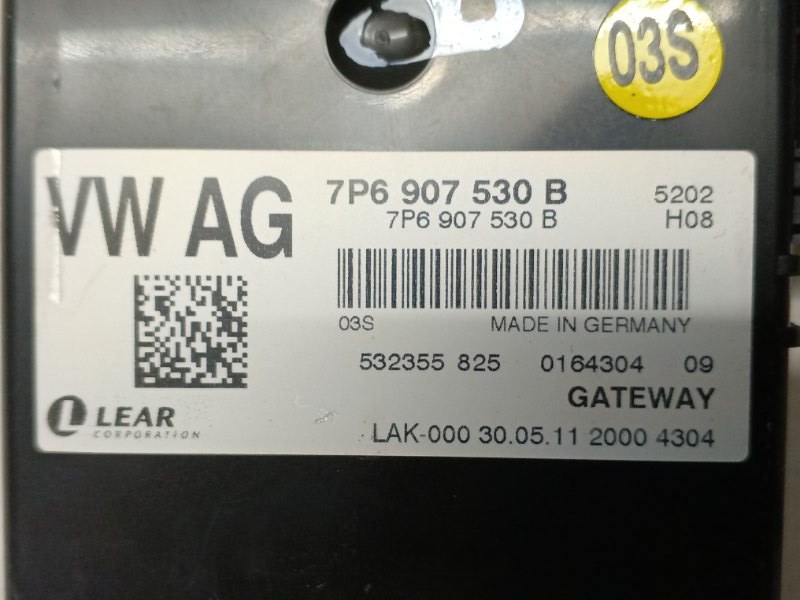 03S
VW AG
7P6 907 530 B 5202
7P6 907 530 B H08
03S MADE IN GERMANY
532355 825 0164304 09
GATEWAY
LEAR
CORPORATION
LAK-000 30.05.11 2000 4304